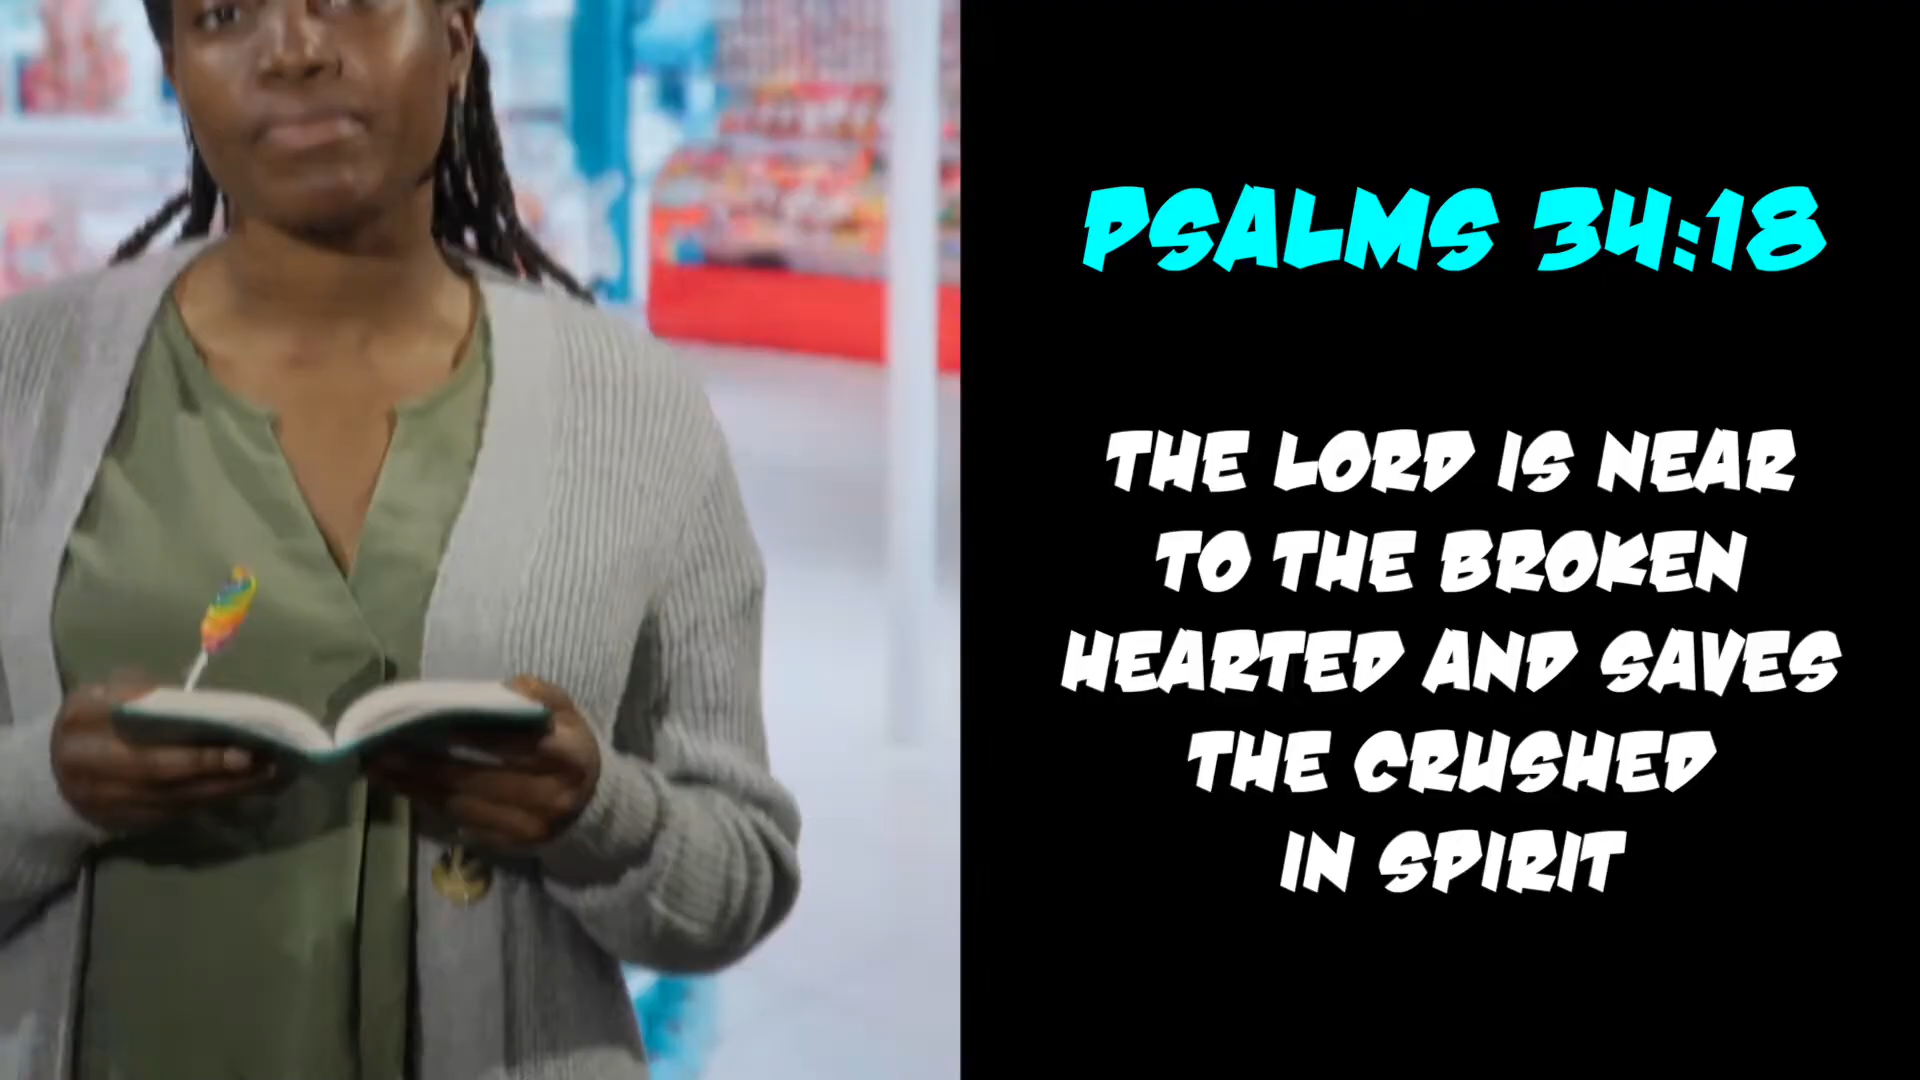 PSALMS 34:18
THE LORD IS NEAR
TO THE BROKEN
HEARTED AND SAVES
THE CRUSHED
IN SPIRIT